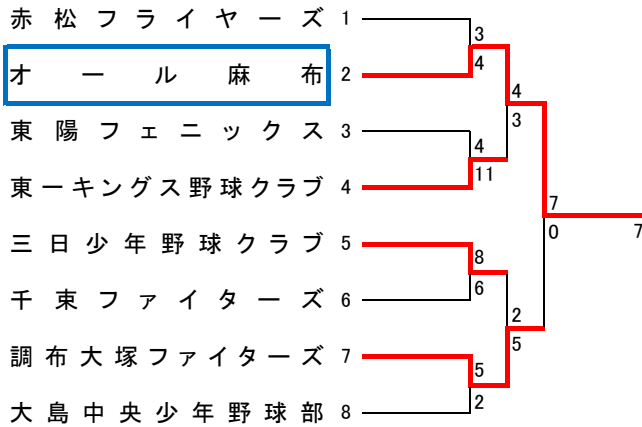 赤松フライヤーズ 1
3
オール麻布 2
4
4
3
東陽フェニックス 3
4
東一キングス野球クラブ 4
11
7
0
7
三日少年野球クラブ 5
8
千束ファイターズ 6
6
2
5
調布大塚ファイターズ 7
5
大島中央少年野球部 8
2